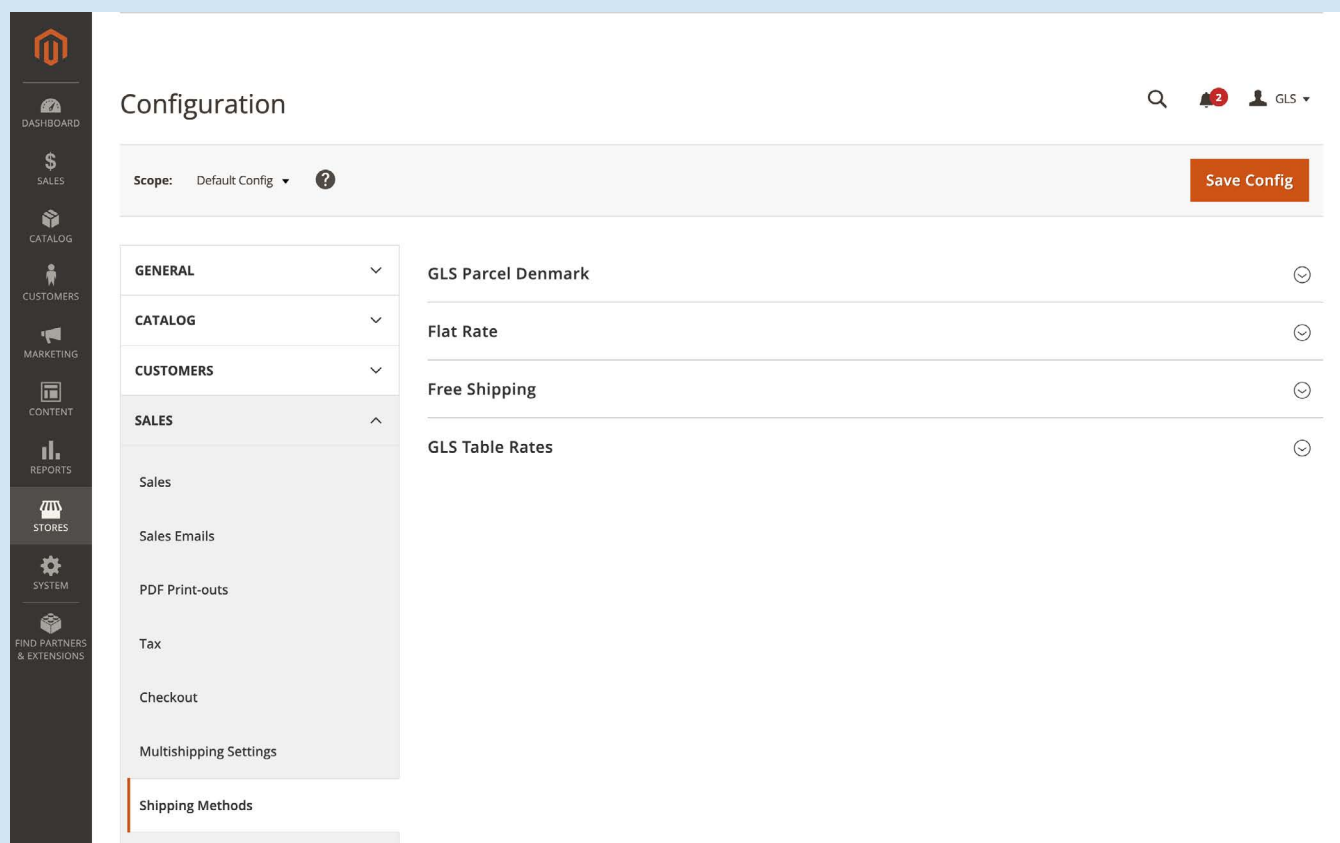 Configuration
2
GLS
Scope:
Default Config
?
Save Config
DASHBOARD
$
SALES
CATALOG
CUSTOMERS
MARKETING
CONTENT
REPORTS
STORES
SYSTEM
FIND PARTNERS
& EXTENSIONS
GENERAL
CATALOG
CUSTOMERS
SALES
Sales
Sales Emails
PDF Print-outs
Tax
Checkout
Multishipping Settings
Shipping Methods
GLS Parcel Denmark
Flat Rate
Free Shipping
GLS Table Rates